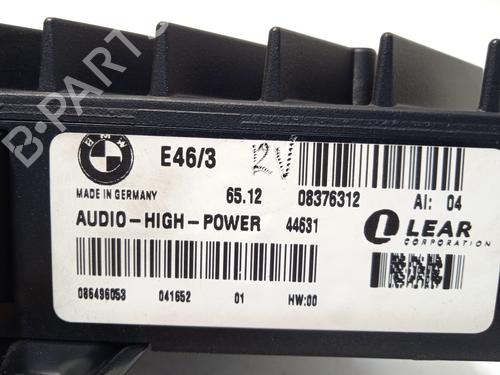 B-PARTS
BMW
E46/3 2V
MADE IN GERMANY
65.12 08376312 AI: 04
AUDIO-HIGH-POWER 44631
LEAR
CORPORATION
086496053 041652 01 HW:00